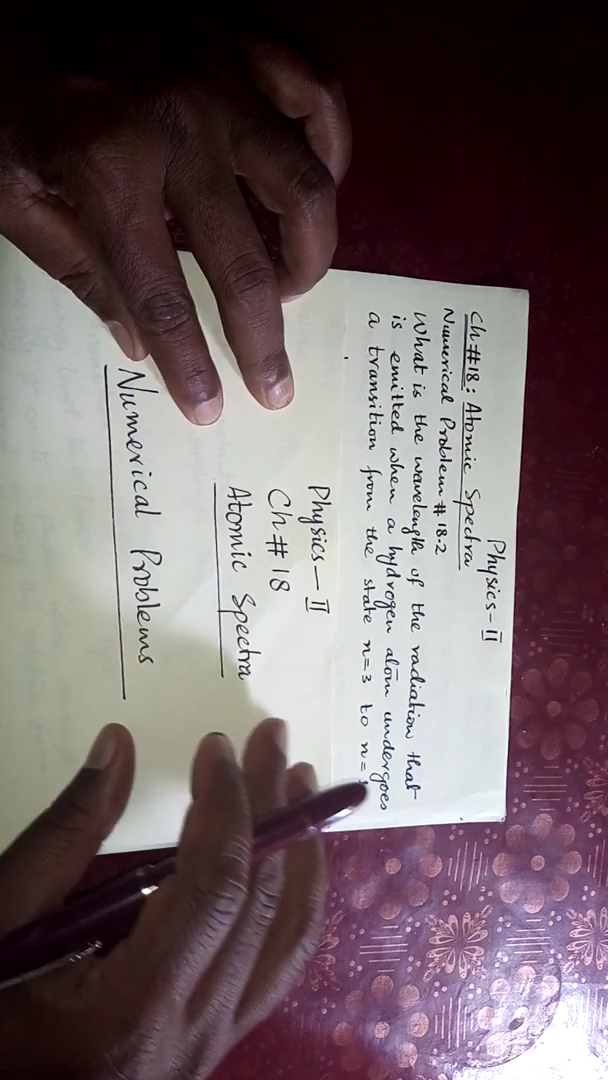 Physics-II
Ch#18: Atomic Spectra
Numerical Problem # 18.2
What is the wavelength of the radiation that
is emitted when a hydrogen atom undergoes
a transition from the state n=3 to n=
Physics-II
Ch#18
Atomic Spectra
Numerical Problems